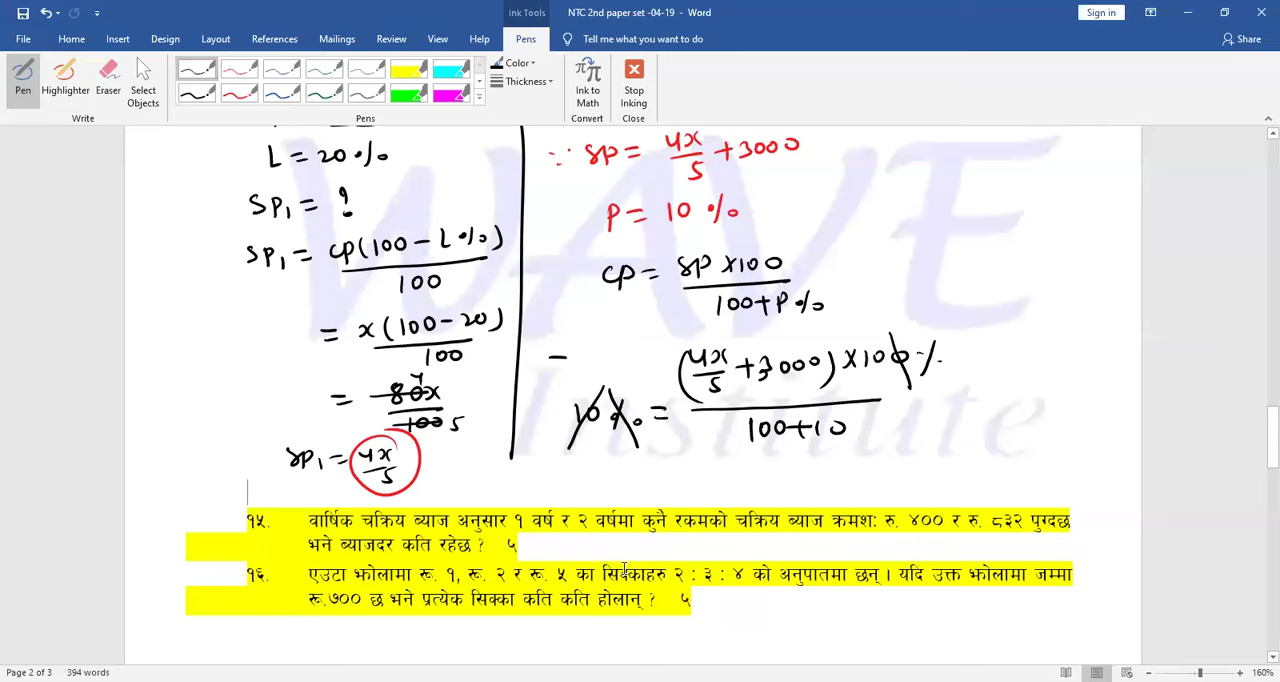 NTC 2nd paper set -04-19 - Word
Ink Tools
Sign in
File Home Insert Design Layout References Mailings Review View Help Pens Tell me what you want to do
Share
Pen
Highlighter
Eraser
Select Objects
Color
Thickness
Ink to Math
Stop Inking
Write
Pens
Convert
Close
WAVE
Institute
L = 20%
SP₁ = ?
SP₁ = CP(100 - L%) / 100
= x(100 - 20) / 100
= 80x / 100 4 5
SP₁ = 4x/5
∵ SP = 4x/5 + 3000
P = 10 %
CP = SP × 100 / 100 + P%
= (4x/5 + 3000) × 100 / 100 + 10
१५. वार्षिक चक्रिय ब्याज अनुसार १ वर्ष र २ वर्षमा कुनै रकमको चक्रिय ब्याज क्रमश: रु. ४०० र रु. ८३२ पुग्दछ
भने ब्याजदर कति रहेछ ? ५
१६. एउटा झोलामा रू. १, रू. २ र रू. ५ का सिक्काहरु २ : ३ : ४ को अनुपातमा छन् । यदि उक्त झोलामा जम्मा
रू.७०० छ भने प्रत्येक सिक्का कति कति होलान् ? ५
Page 2 of 3 394 words
160%